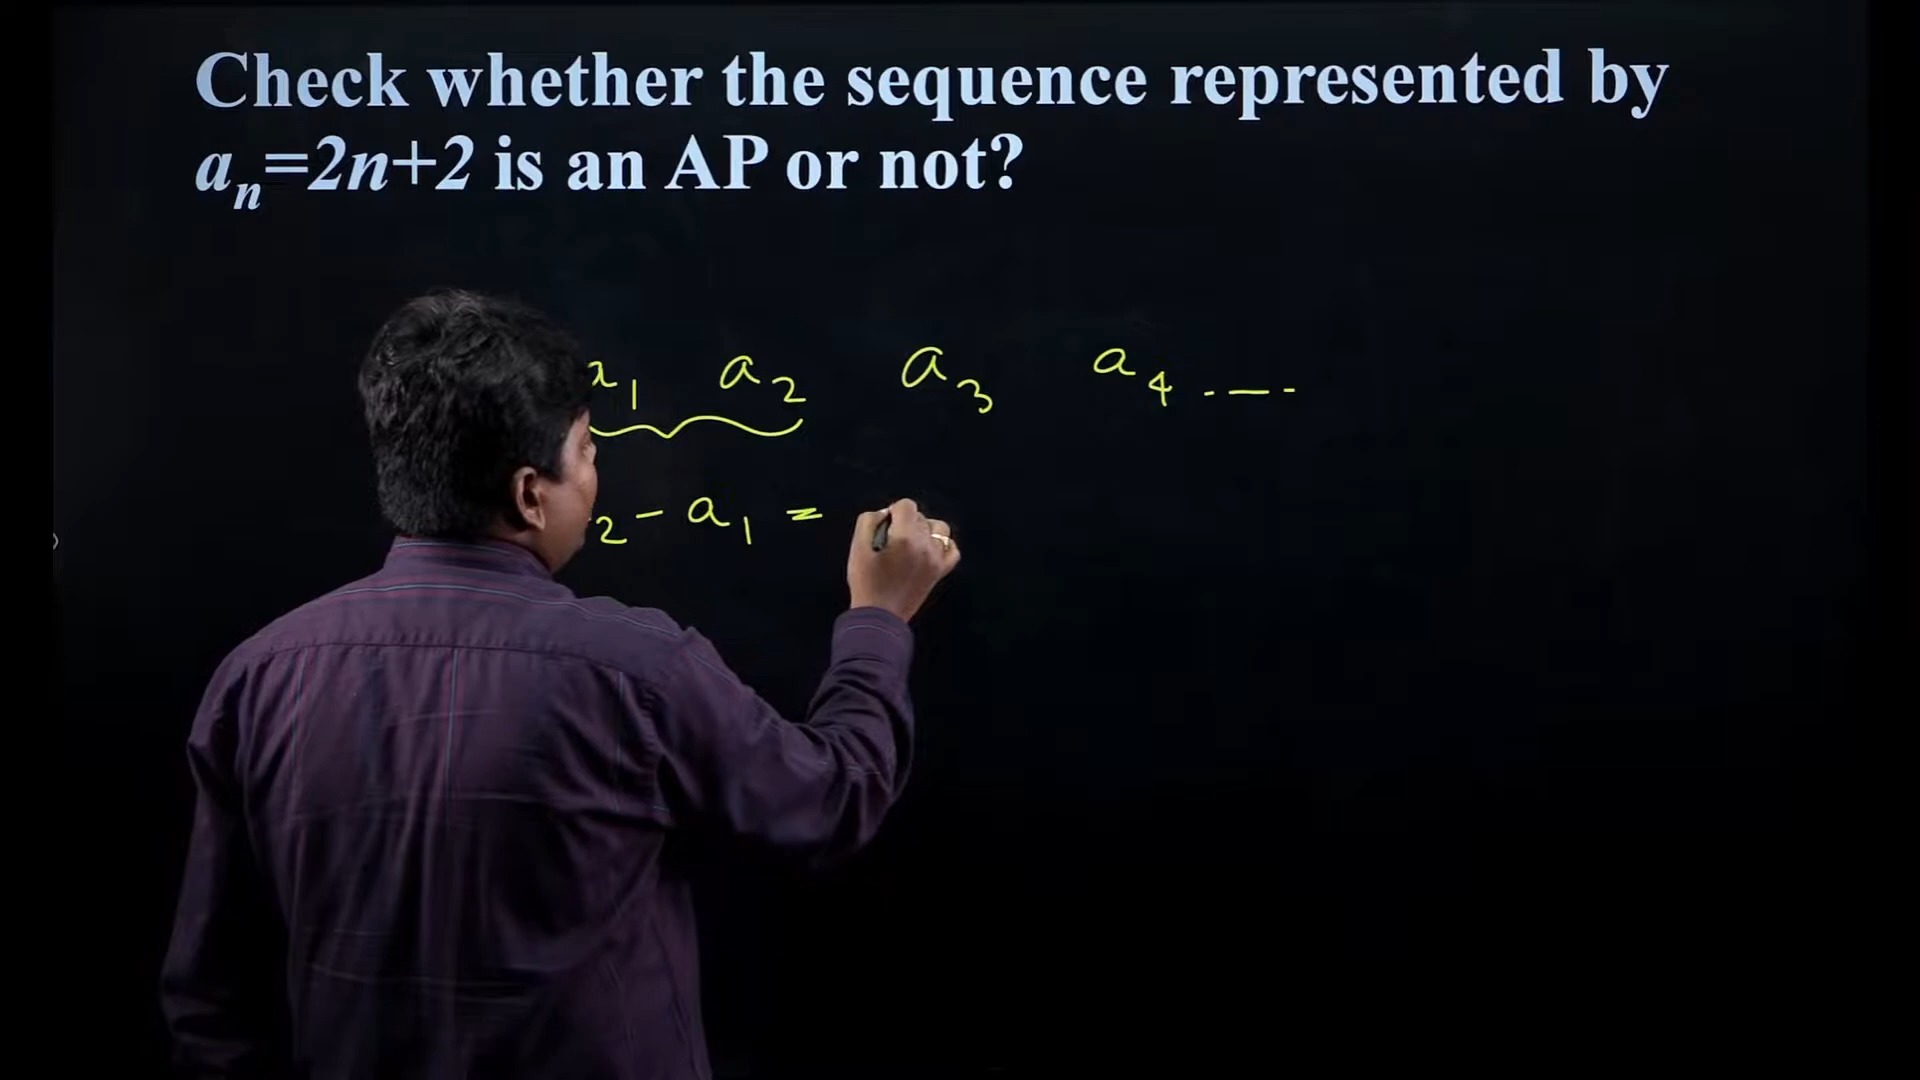 Check whether the sequence represented by
aₙ=2n+2 is an AP or not?
₁ a₂ a₃ a₄ .—-
₂ - a₁ =